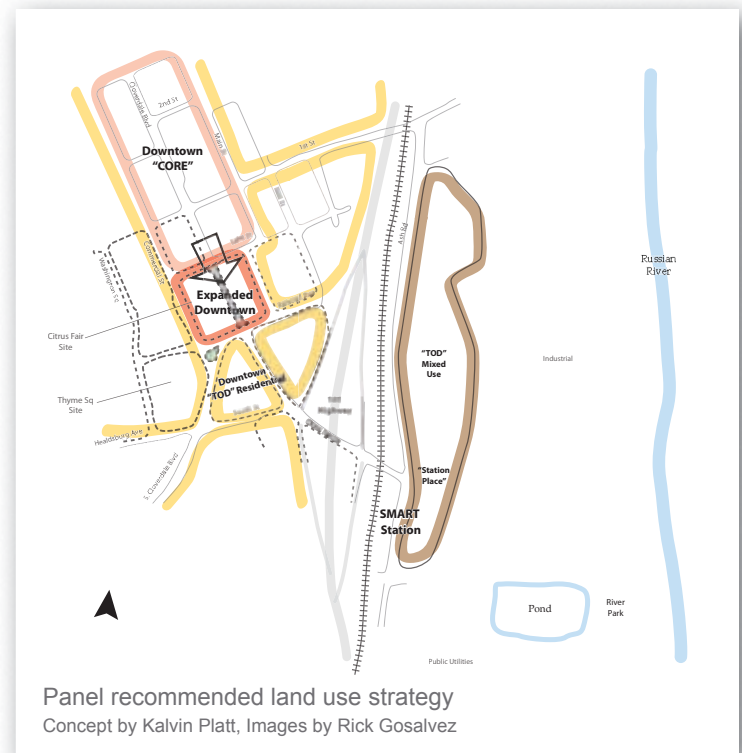 Cloverdale Blvd
2nd St
Main
Downtown
"CORE"
1st St
Commercial St
Washington St
Ash Rd
Russian
River
Expanded
Downtown
Citrus Fair
Site
"TOD"
Mixed
Use
Industrial
Downtown
"TOD" Residential
Thyme Sq
Site
Highway
Healdsburg Ave
S. Cloverdale Blvd
"Station
Place"
SMART
Station
Pond
River
Park
Public Utilities
Panel recommended land use strategy
Concept by Kalvin Platt, Images by Rick Gosalvez